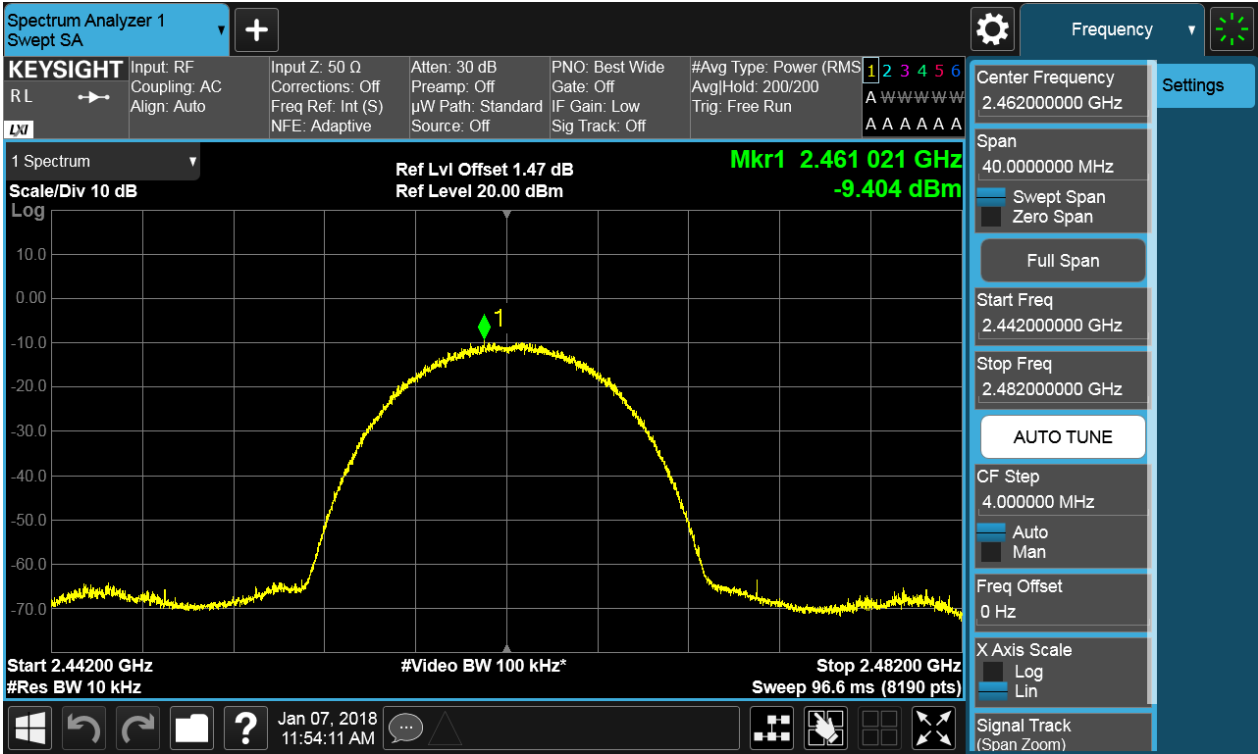 Spectrum Analyzer 1
Swept SA
Frequency
KEYSIGHT
R L
LXI
Input: RF
Coupling: AC
Align: Auto
Input Z: 50 Ω
Corrections: Off
Freq Ref: Int (S)
NFE: Adaptive
Atten: 30 dB
Preamp: Off
µW Path: Standard
Source: Off
PNO: Best Wide
Gate: Off
IF Gain: Low
Sig Track: Off
#Avg Type: Power (RMS
Avg|Hold: 200/200
Trig: Free Run
1 2 3 4 5 6
A W W W W W
A A A A A A
1 Spectrum
Scale/Div 10 dB
Log
Ref Lvl Offset 1.47 dB
Ref Level 20.00 dBm
Mkr1 2.461 021 GHz
-9.404 dBm
10.0
0.00
-10.0
-20.0
-30.0
-40.0
-50.0
-60.0
-70.0
1
Start 2.44200 GHz
#Res BW 10 kHz
#Video BW 100 kHz*
Stop 2.48200 GHz
Sweep 96.6 ms (8190 pts)
Center Frequency
2.462000000 GHz
Span
40.0000000 MHz
Swept Span
Zero Span
Full Span
Start Freq
2.442000000 GHz
Stop Freq
2.482000000 GHz
AUTO TUNE
CF Step
4.000000 MHz
Auto
Man
Freq Offset
0 Hz
X Axis Scale
Log
Lin
Signal Track
(Span Zoom)
Settings
?
Jan 07, 2018
11:54:11 AM